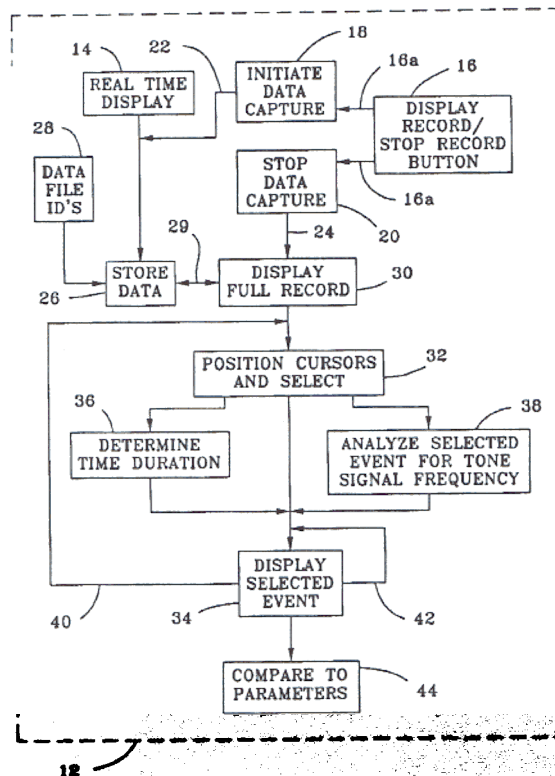 22
18
14
16a
16
REAL TIME
DISPLAY
INITIATE
DATA
CAPTURE
DISPLAY
RECORD/
STOP RECORD
BUTTON
28
DATA
FILE
ID'S
STOP
DATA
CAPTURE
16a
20
24
29
STORE
DATA
26
DISPLAY
FULL RECORD
30
POSITION CURSORS
AND SELECT
32
36
38
DETERMINE
TIME DURATION
ANALYZE SELECTED
EVENT FOR TONE
SIGNAL FREQUENCY
DISPLAY
SELECTED
EVENT
40
34
42
COMPARE TO
PARAMETERS
44
12